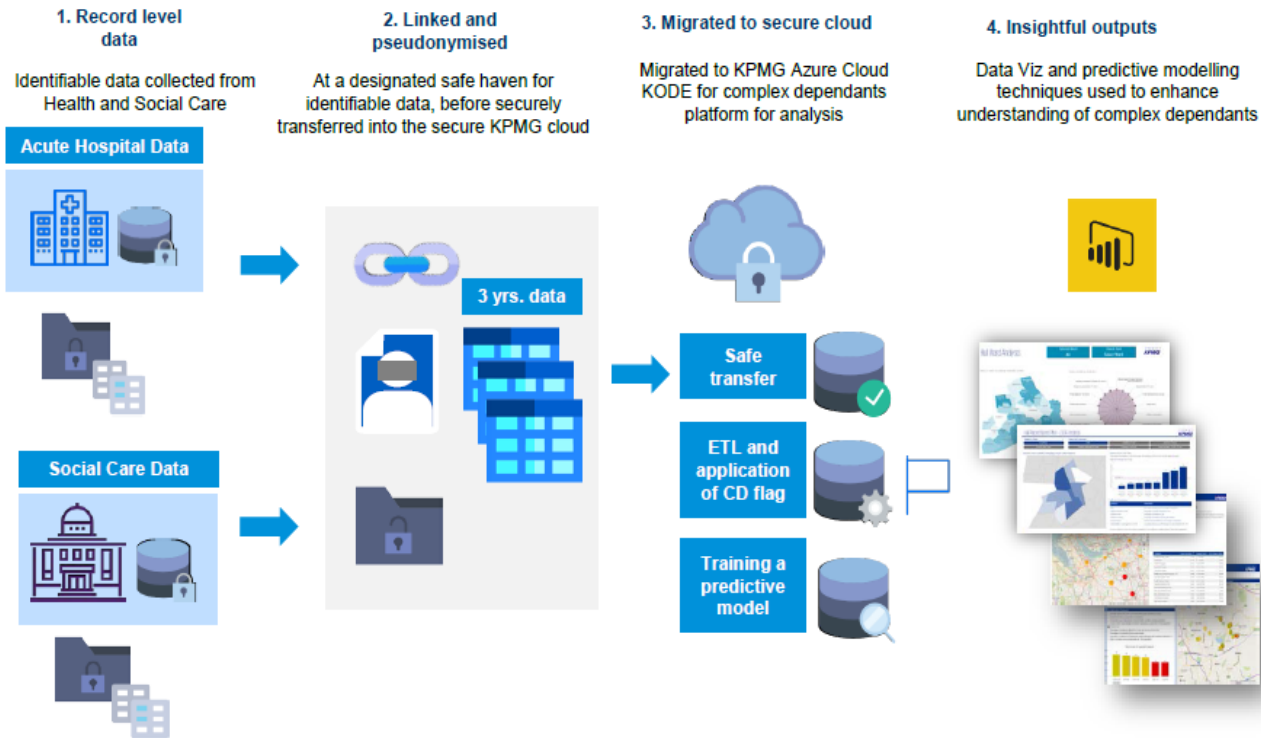 1. Record level
data
Identifiable data collected from
Health and Social Care
Acute Hospital Data
Social Care Data
2. Linked and
pseudonymised
At a designated safe haven for
identifiable data, before securely
transferred into the secure KPMG cloud
3 yrs. data
3. Migrated to secure cloud
Migrated to KPMG Azure Cloud
KODE for complex dependants
platform for analysis
Safe
transfer
ETL and
application
of CD flag
Training a
predictive
model
4. Insightful outputs
Data Viz and predictive modelling
techniques used to enhance
understanding of complex dependants
KPMG